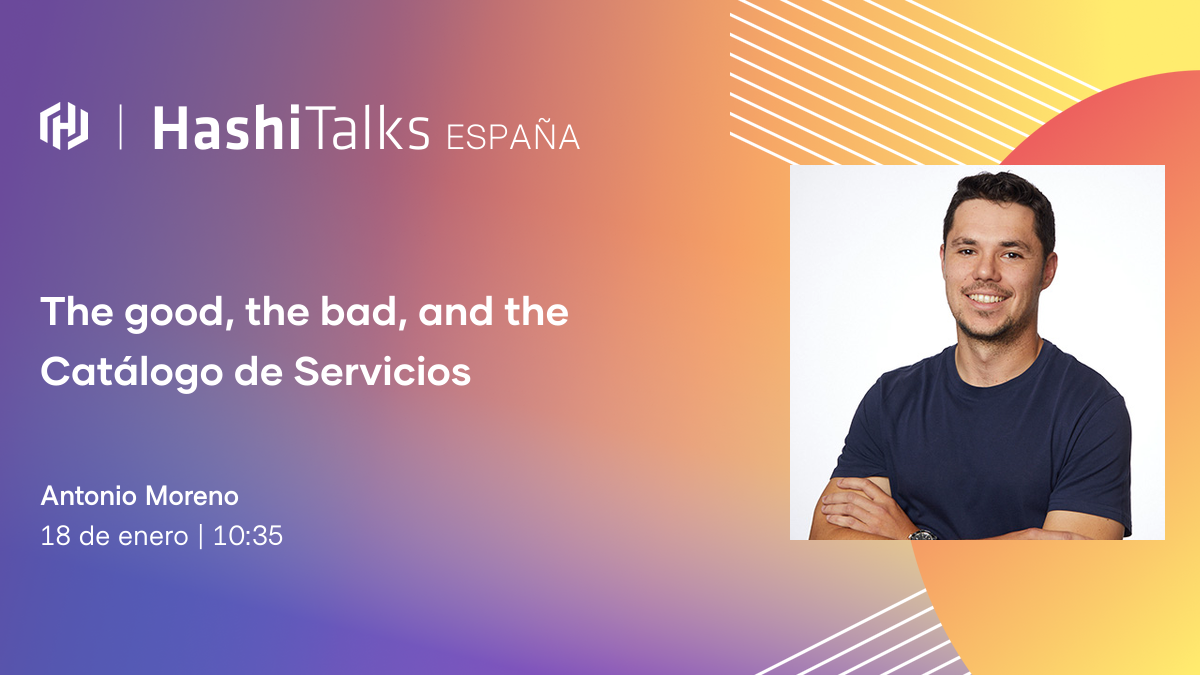 HashiTalks ESPAÑA
The good, the bad, and the
Catálogo de Servicios
Antonio Moreno
18 de enero | 10:35